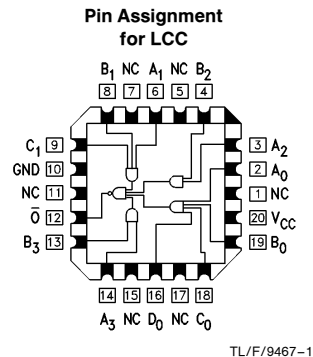 Pin Assignment
for LCC
B1 NC A1 NC B2
8 7 6 5 4
C1 9
GND 10
NC 11
O̅ 12
B3 13
3 A2
2 A0
1 NC
20 VCC
19 B0
14 15 16 17 18
A3 NC D0 NC C0
TL/F/9467–1